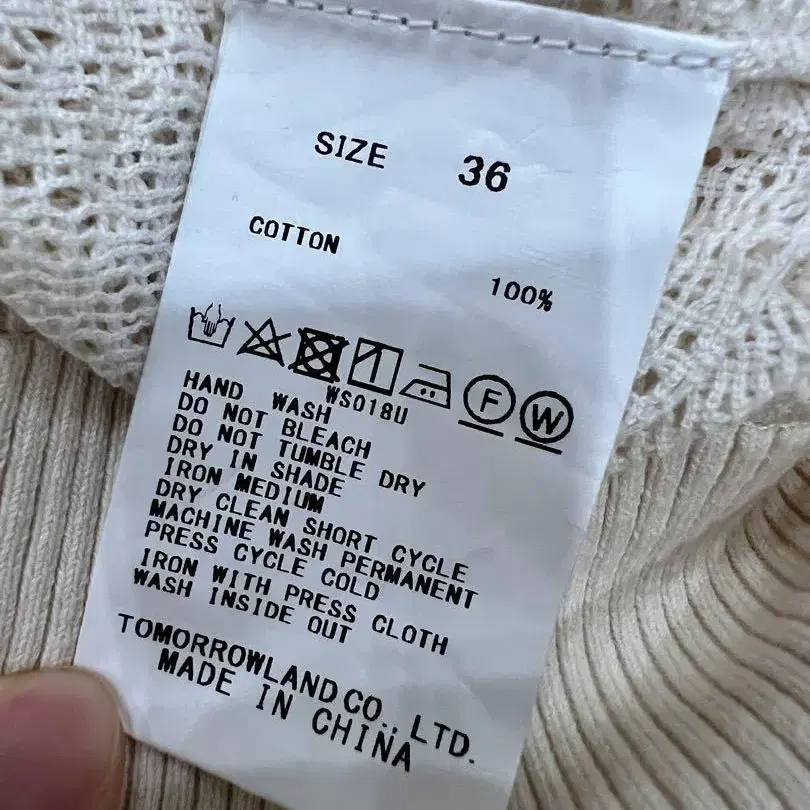 SIZE 36
COTTON
100%
F W
WS018U
HAND WASH
DO NOT BLEACH
DO NOT TUMBLE DRY
DRY IN SHADE
IRON MEDIUM
DRY CLEAN SHORT CYCLE
MACHINE WASH PERMANENT
PRESS CYCLE COLD
IRON WITH PRESS CLOTH
WASH INSIDE OUT
TOMORROWLAND CO., LTD.
MADE IN CHINA